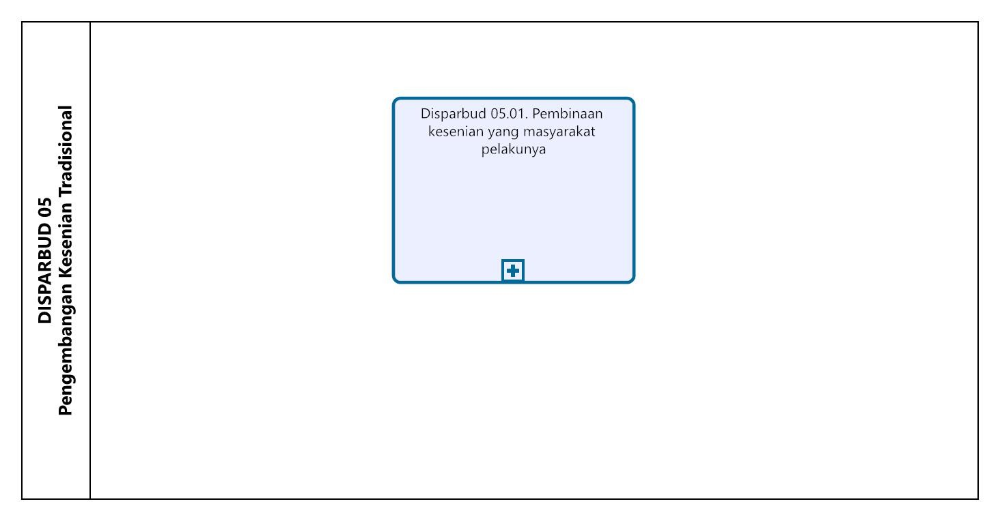 DISPARBUD 05
Pengembangan Kesenian Tradisional
Disparbud 05.01. Pembinaan
kesenian yang masyarakat
pelakunya